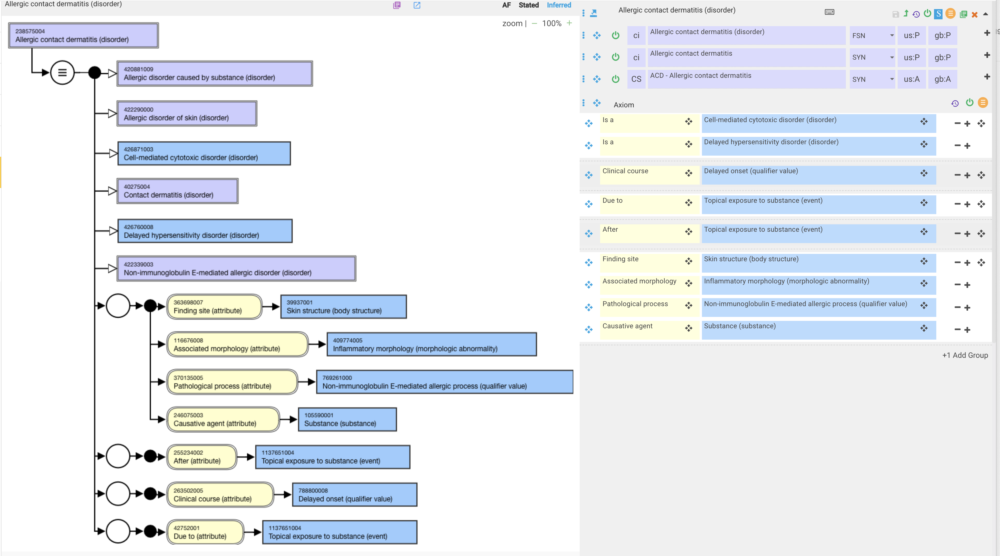 Allergic contact dermatitis (disorder)
AF Stated Inferred
zoom | − 100% +
238575004
Allergic contact dermatitis (disorder)
420881009
Allergic disorder caused by substance (disorder)
422290000
Allergic disorder of skin (disorder)
426871003
Cell-mediated cytotoxic disorder (disorder)
40275004
Contact dermatitis (disorder)
426760008
Delayed hypersensitivity disorder (disorder)
422339003
Non-immunoglobulin E-mediated allergic disorder (disorder)
363698007
Finding site (attribute)
39937001
Skin structure (body structure)
116676008
Associated morphology (attribute)
409774005
Inflammatory morphology (morphologic abnormality)
370135005
Pathological process (attribute)
769261000
Non-immunoglobulin E-mediated allergic process (qualifier value)
246075003
Causative agent (attribute)
105590001
Substance (substance)
255234002
After (attribute)
1137651004
Topical exposure to substance (event)
263502005
Clinical course (attribute)
788800008
Delayed onset (qualifier value)
42752001
Due to (attribute)
1137651004
Topical exposure to substance (event)
Allergic contact dermatitis (disorder)
S
ci Allergic contact dermatitis (disorder) FSN us:P gb:P
ci Allergic contact dermatitis SYN us:P gb:P
CS ACD - Allergic contact dermatitis SYN us:A gb:A
Axiom
Is a Cell-mediated cytotoxic disorder (disorder)
Is a Delayed hypersensitivity disorder (disorder)
Clinical course Delayed onset (qualifier value)
Due to Topical exposure to substance (event)
After Topical exposure to substance (event)
Finding site Skin structure (body structure)
Associated morphology Inflammatory morphology (morphologic abnormality)
Pathological process Non-immunoglobulin E-mediated allergic process (qualifier value)
Causative agent Substance (substance)
+1 Add Group